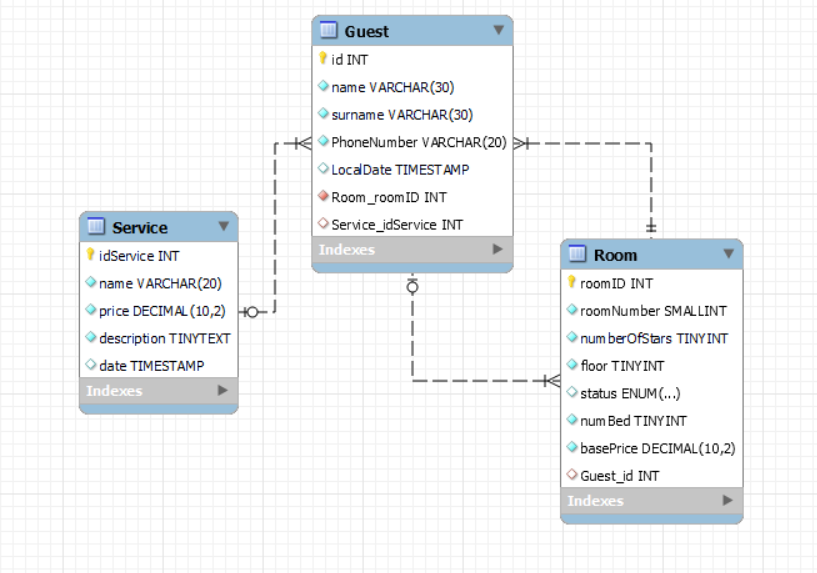 Guest
id INT
name VARCHAR(30)
surname VARCHAR(30)
PhoneNumber VARCHAR(20)
LocalDate TIMESTAMP
Room_roomID INT
Service_idService INT
Indexes
Service
idService INT
name VARCHAR(20)
price DECIMAL(10,2)
description TINYTEXT
date TIMESTAMP
Indexes
Room
roomID INT
roomNumber SMALLINT
numberOfStars TINYINT
floor TINYINT
status ENUM(...)
numBed TINYINT
basePrice DECIMAL(10,2)
Guest_id INT
Indexes